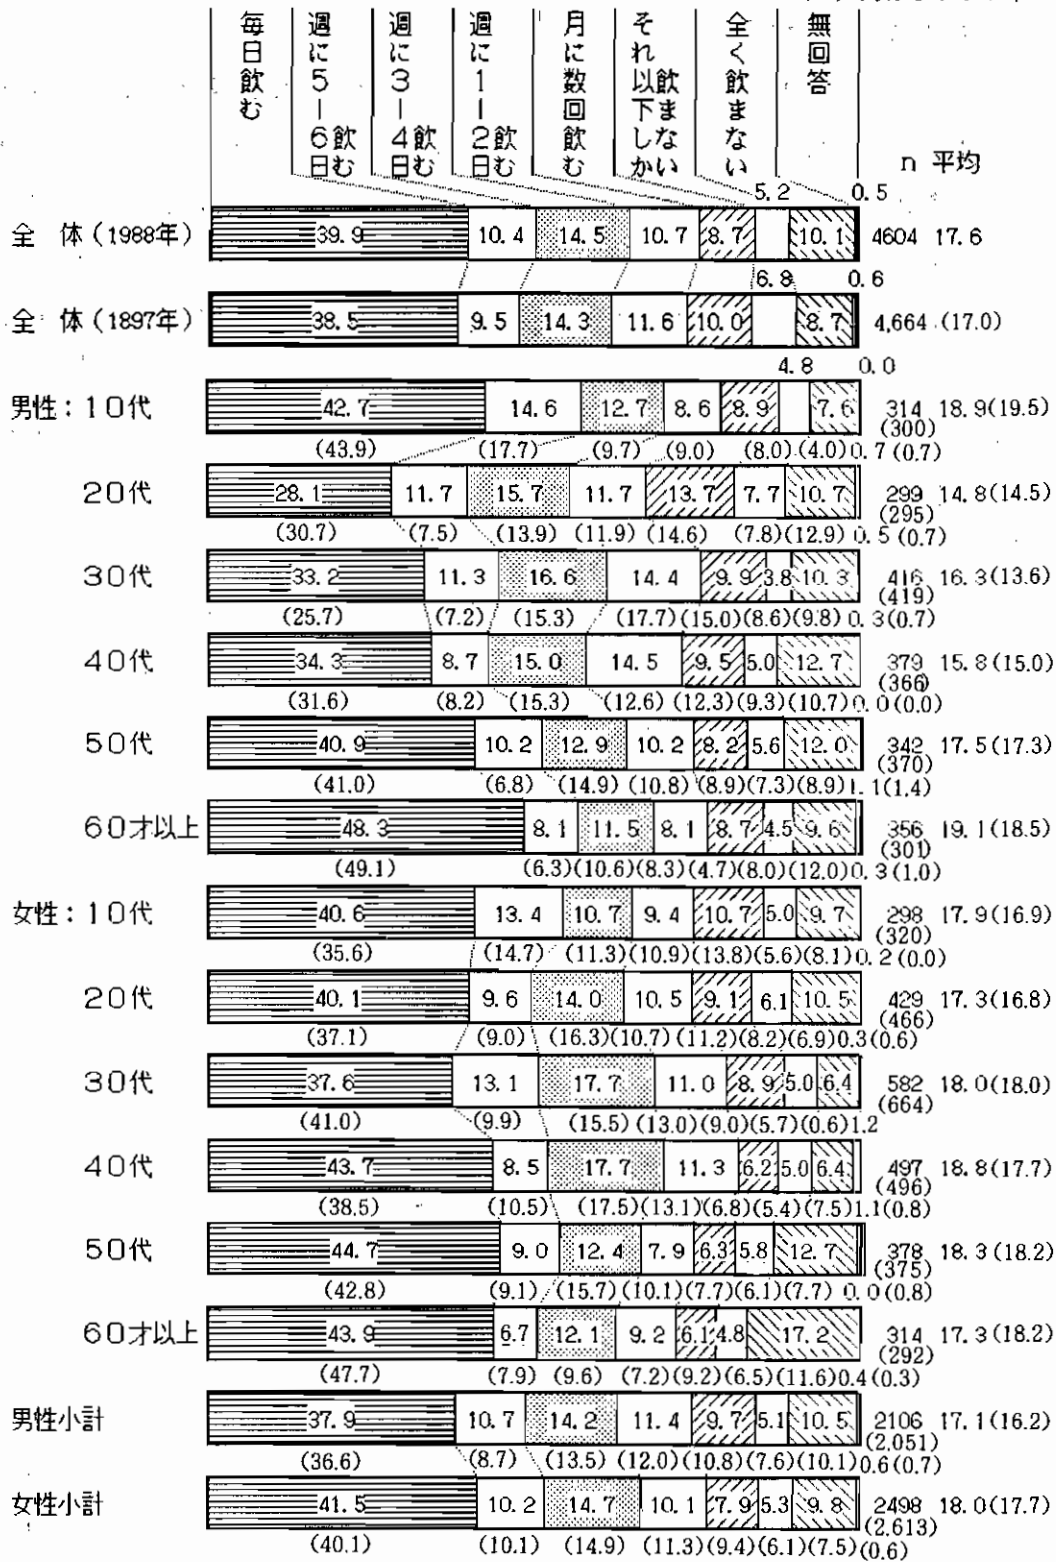 毎日飲む
週に5－6日飲む
週に3－4日飲む
週に1－2日飲む
月に数回飲む
それ以下しか飲まない
全く飲まない
無回答
n 平均
5.2 0.5
全 体（1988年） 39.9 10.4 14.5 10.7 8.7 10.1 4604 17.6
6.8 0.6
全 体（1897年） 38.5 9.5 14.3 11.6 10.0 8.7 4,664 (17.0)
4.8 0.0
男性：10代 42.7 14.6 12.7 8.6 8.9 7.6 314 18.9(19.5)
(300)
(43.9) (17.7) (9.7) (9.0) (8.0) (4.0) 0.7 (0.7)
20代 28.1 11.7 15.7 11.7 13.7 7.7 10.7 299 14.8(14.5)
(295)
(30.7) (7.5) (13.9) (11.9) (14.6) (7.8) (12.9) 0.5 (0.7)
30代 33.2 11.3 16.6 14.4 9.9 3.8 10.3 416 16.3(13.6)
(419)
(25.7) (7.2) (15.3) (17.7) (15.0) (8.6) (9.8) 0.3(0.7)
40代 34.3 8.7 15.0 14.5 9.5 5.0 12.7 379 15.8(15.0)
(366)
(31.6) (8.2) (15.3) (12.6) (12.3) (9.3) (10.7) 0.0(0.0)
50代 40.9 10.2 12.9 10.2 8.2 5.6 12.0 342 17.5(17.3)
(370)
(41.0) (6.8) (14.9) (10.8) (8.9) (7.3) (8.9) 1.1(1.4)
60才以上 48.3 8.1 11.5 8.1 8.7 4.5 9.6 356 19.1(18.5)
(301)
(49.1) (6.3) (10.6) (8.3) (4.7) (8.0) (12.0) 0.3(1.0)
女性：10代 40.6 13.4 10.7 9.4 10.7 5.0 9.7 298 17.9(16.9)
(320)
(35.6) (14.7) (11.3) (10.9) (13.8) (5.6) (8.1) 0.2(0.0)
20代 40.1 9.6 14.0 10.5 9.1 6.1 10.5 429 17.3(16.8)
(466)
(37.1) (9.0) (16.3) (10.7) (11.2) (8.2) (6.9) 0.3(0.6)
30代 37.6 13.1 17.7 11.0 8.9 5.0 6.4 582 18.0(18.0)
(664)
(41.0) (9.9) (15.5) (13.0) (9.0) (5.7) (0.6) 1.2
40代 43.7 8.5 17.7 11.3 6.2 5.0 6.4 497 18.8(17.7)
(496)
(38.5) (10.5) (17.5) (13.1) (6.8) (5.4) (7.5) 1.1(0.8)
50代 44.7 9.0 12.4 7.9 6.3 5.8 12.7 378 18.3(18.2)
(375)
(42.8) (9.1) (15.7) (10.1) (7.7) (6.1) (7.7) 0.0(0.8)
60才以上 43.9 6.7 12.1 9.2 6.1 4.8 17.2 314 17.3(18.2)
(292)
(47.7) (7.9) (9.6) (7.2) (9.2) (6.5) (11.6) 0.4(0.3)
男性小計 37.9 10.7 14.2 11.4 9.7 5.1 10.5 2106 17.1(16.2)
(2,051)
(36.6) (8.7) (13.5) (12.0) (10.8) (7.6) (10.1) 0.6(0.7)
女性小計 41.5 10.2 14.7 10.1 7.9 5.3 9.8 2498 18.0(17.7)
(2,613)
(40.1) (10.1) (14.9) (11.3) (9.4) (6.1) (7.5) (0.6)